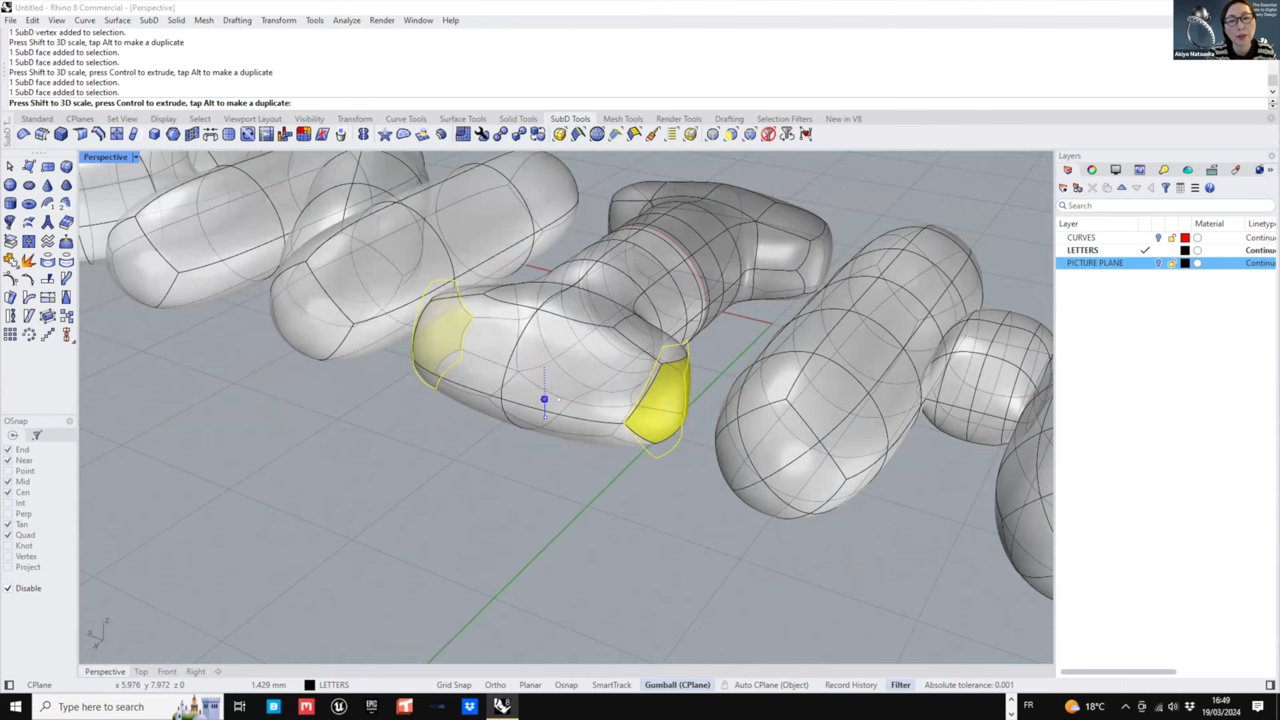 Untitled - Rhino 8 Commercial - [Perspective]
File Edit View Curve Surface SubD Solid Mesh Drafting Transform Tools Analyze Render Window Help
1 SubD vertex added to selection.
Press Shift to 3D scale, tap Alt to make a duplicate
1 SubD face added to selection.
1 SubD face added to selection.
Press Shift to 3D scale, press Control to extrude, tap Alt to make a duplicate
1 SubD face added to selection.
1 SubD face added to selection.
Press Shift to 3D scale, press Control to extrude, tap Alt to make a duplicate:
Akiyo Matsuoka
Standard CPlanes Set View Display Select Viewport Layout Visibility Transform Curve Tools Surface Tools Solid Tools SubD Tools Mesh Tools Render Tools Drafting Selection Filters New in V8
SubD T...
Perspective
Layers
Search
Layer Material Linetype
CURVES Continu
LETTERS Continu
PICTURE PLANE Continu
OSnap
End
Near
Point
Mid
Cen
Int
Perp
Tan
Quad
Knot
Vertex
Project
Disable
z
x
Perspective Top Front Right
CPlane x 5.976 y 7.972 z 0 1.429 mm LETTERS Grid Snap Ortho Planar Osnap SmartTrack Gumball (CPlane) Auto CPlane (Object) Record History Filter Absolute tolerance: 0.001
Type here to search
18°C
FR
16:49
19/03/2024